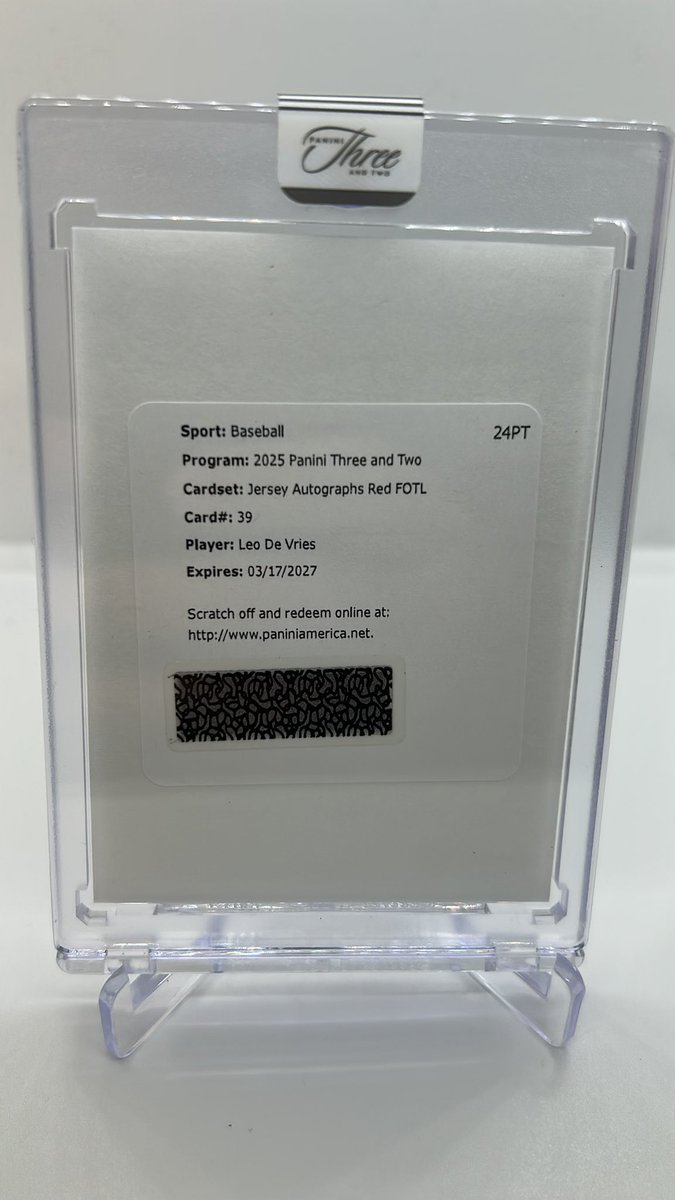 PANINI
Three
AND TWO
Sport: Baseball 24PT
Program: 2025 Panini Three and Two
Cardset: Jersey Autographs Red FOTL
Card#: 39
Player: Leo De Vries
Expires: 03/17/2027
Scratch off and redeem online at:
http://www.paniniamerica.net.